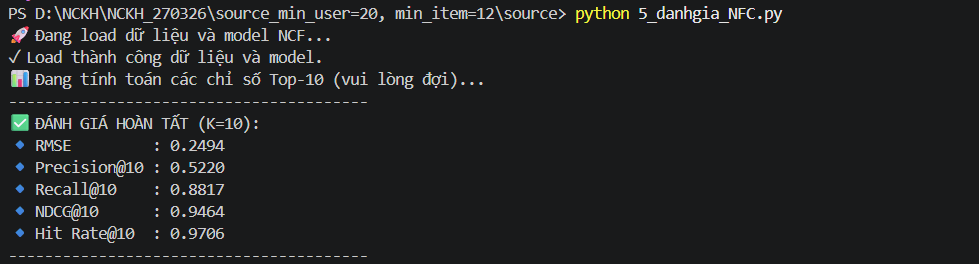 PS D:\NCKH\NCKH_270326\source_min_user=20, min_item=12\source> python 5_danhgia_NFC.py
🚀 Đang load dữ liệu và model NCF...
✓ Load thành công dữ liệu và model.
📊 Đang tính toán các chỉ số Top-10 (vui lòng đợi)...
----------------------------------------
✅ ĐÁNH GIÁ HOÀN TẤT (K=10):
🔹 RMSE         : 0.2494
🔹 Precision@10 : 0.5220
🔹 Recall@10    : 0.8817
🔹 NDCG@10      : 0.9464
🔹 Hit Rate@10  : 0.9706
----------------------------------------